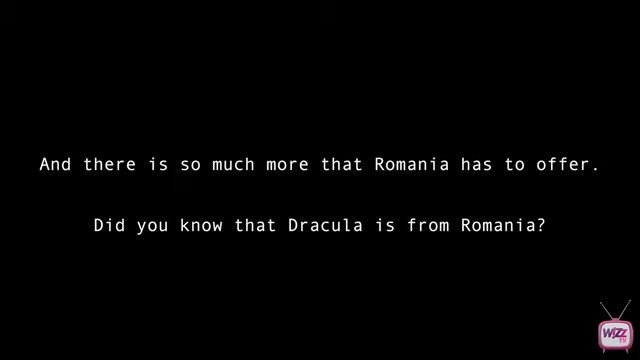 And there is so much more that Romania has to offer.
Did you know that Dracula is from Romania?
WIZZ
TV